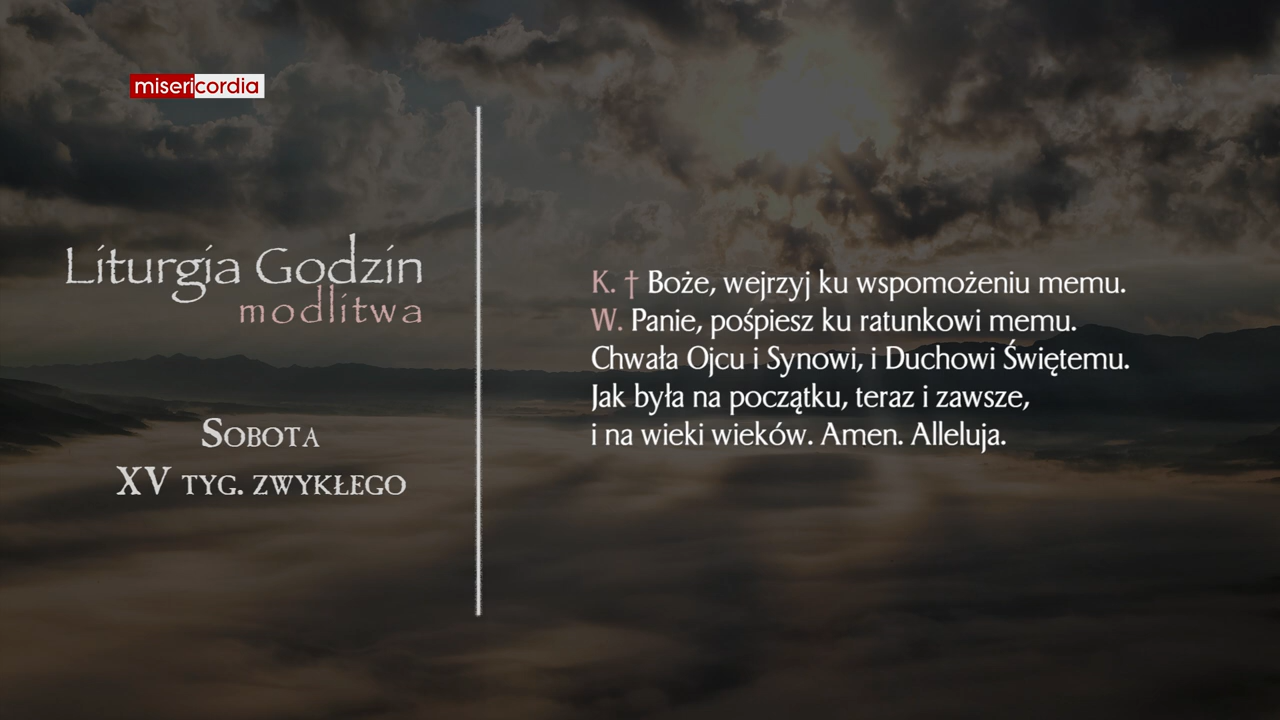 misericordia
Liturgia Godzin
modlitwa
Sobota
XV tyg. zwykłego
K. † Boże, wejrzyj ku wspomożeniu memu.
W. Panie, pośpiesz ku ratunkowi memu.
Chwała Ojcu i Synowi, i Duchowi Świętemu.
Jak była na początku, teraz i zawsze,
i na wieki wieków. Amen. Alleluja.